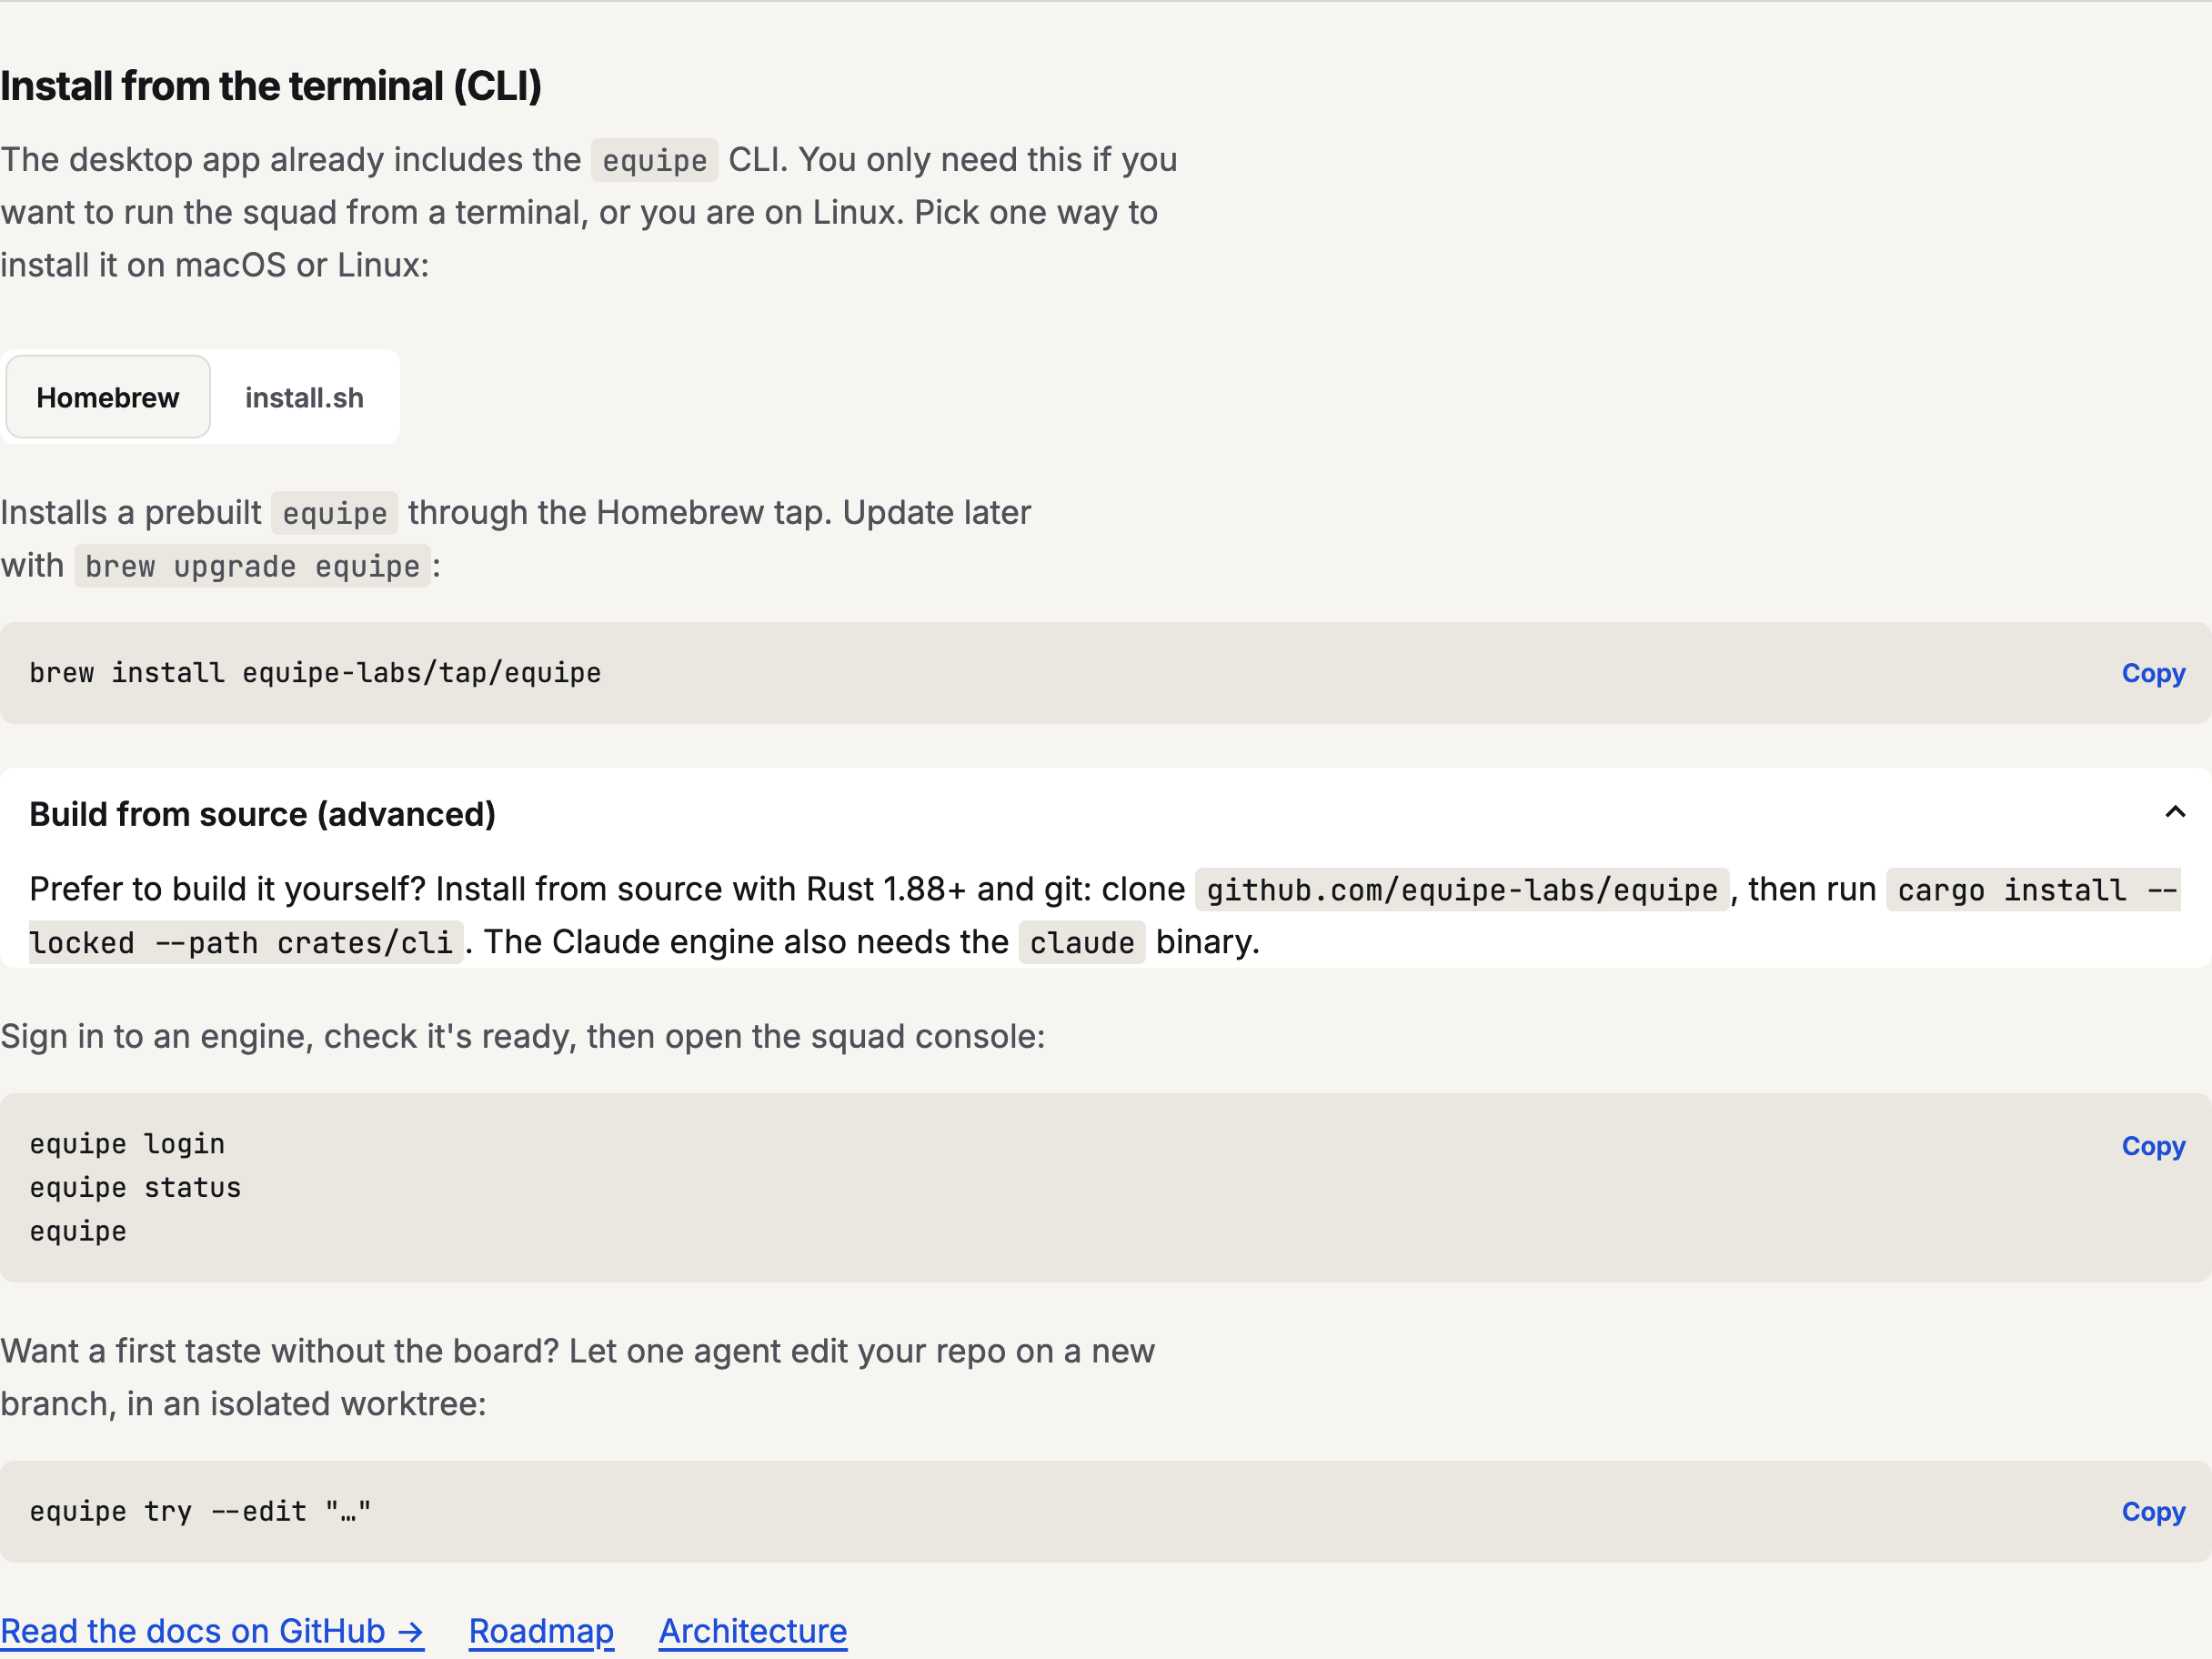 Install from the terminal (CLI)
The desktop app already includes the equipe CLI. You only need this if you
want to run the squad from a terminal, or you are on Linux. Pick one way to
install it on macOS or Linux:
Homebrew install.sh
Installs a prebuilt equipe through the Homebrew tap. Update later
with brew upgrade equipe:
brew install equipe-labs/tap/equipe Copy
Build from source (advanced)
Prefer to build it yourself? Install from source with Rust 1.88+ and git: clone github.com/equipe-labs/equipe, then run cargo install --
locked --path crates/cli. The Claude engine also needs the claude binary.
Sign in to an engine, check it's ready, then open the squad console:
equipe login Copy
equipe status
equipe
Want a first taste without the board? Let one agent edit your repo on a new
branch, in an isolated worktree:
equipe try --edit "…" Copy
Read the docs on GitHub → Roadmap Architecture